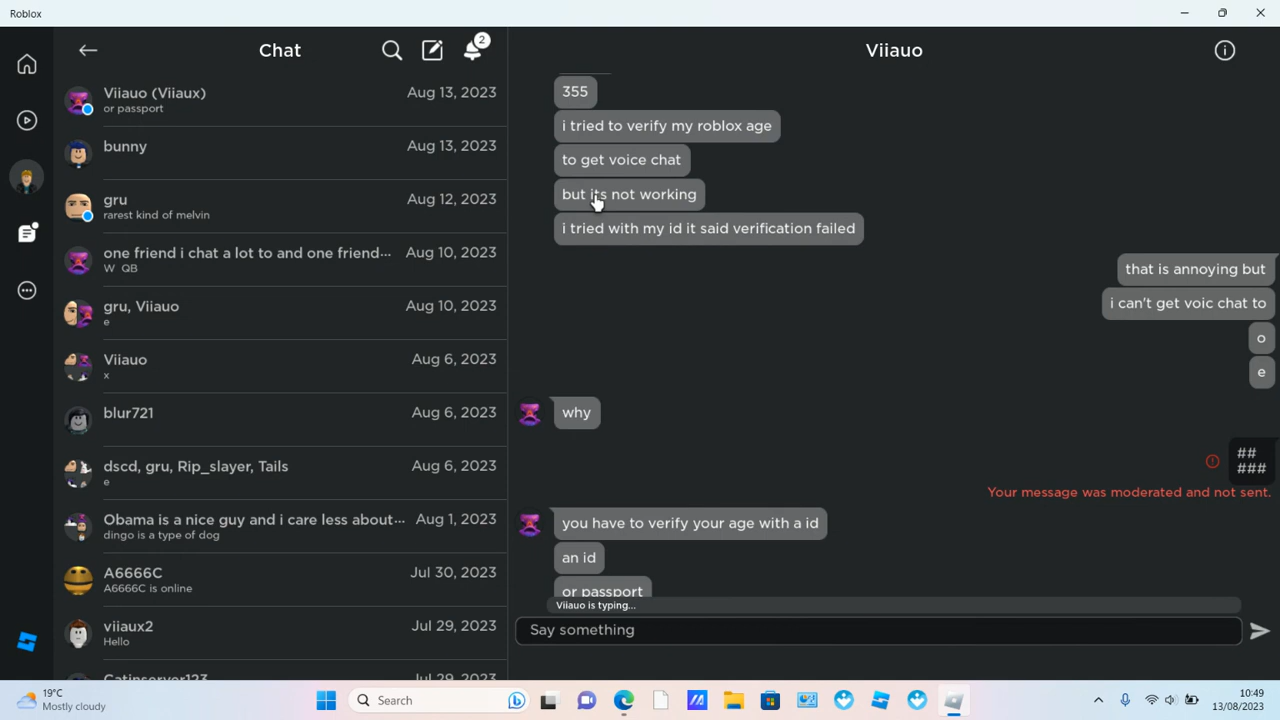 Roblox
Chat
2
Viiauo
Viiauo (Viiaux)
Aug 13, 2023
or passport
bunny
Aug 13, 2023
gru
Aug 12, 2023
rarest kind of melvin
one friend i chat a lot to and one friend...
Aug 10, 2023
W QB
gru, Viiauo
Aug 10, 2023
e
Viiauo
Aug 6, 2023
x
blur721
Aug 6, 2023
dscd, gru, Rip_slayer, Tails
Aug 6, 2023
e
Obama is a nice guy and i care less about...
Aug 1, 2023
dingo is a type of dog
A6666C
Jul 30, 2023
A6666C is online
viiaux2
Jul 29, 2023
Hello
Catinserver123
Jul 29, 2023
355
i tried to verify my roblox age
to get voice chat
but its not working
i tried with my id it said verification failed
that is annoying but
i can't get voic chat to
o
e
why
##
###
Your message was moderated and not sent.
you have to verify your age with a id
an id
or passport
Viiauo is typing...
Say something
19°C
Mostly cloudy
Search
10:49
13/08/2023